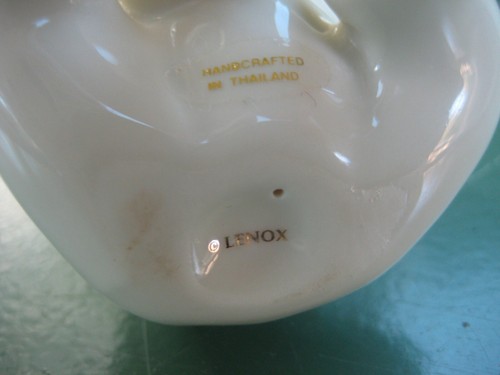 HANDCRAFTED
IN THAILAND
© LENOX